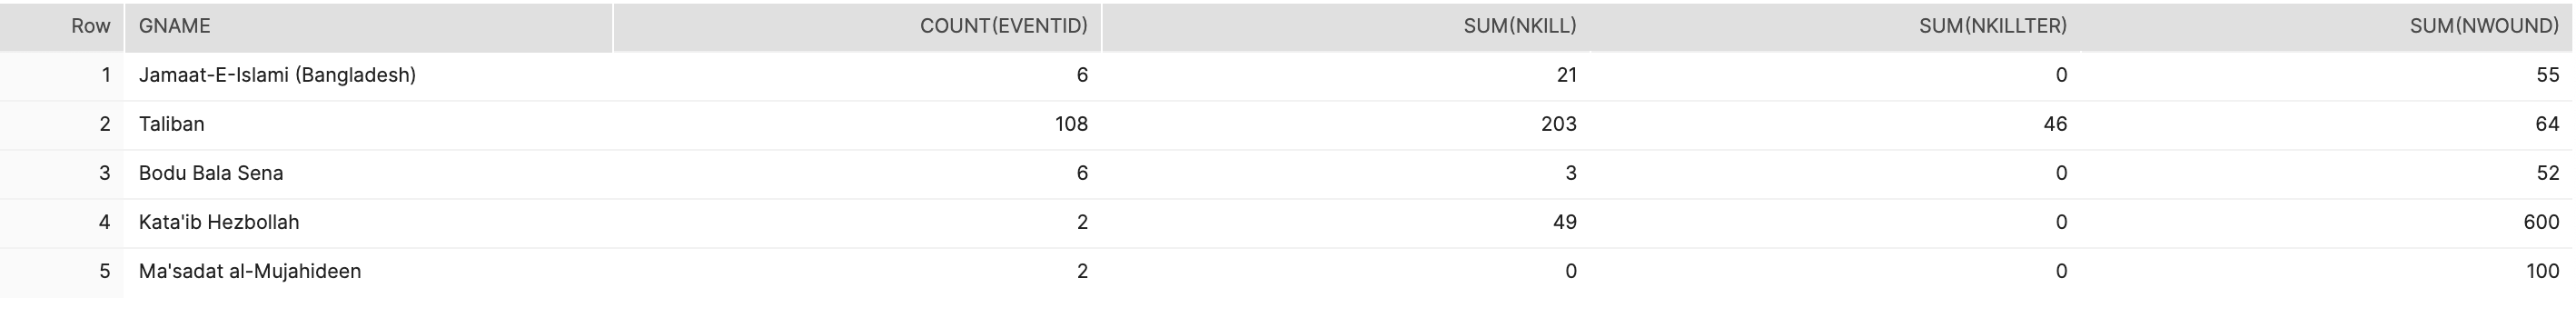 Row GNAME COUNT(EVENTID) SUM(NKILL) SUM(NKILLTER) SUM(NWOUND)
1 Jamaat-E-Islami (Bangladesh) 6 21 0 55
2 Taliban 108 203 46 64
3 Bodu Bala Sena 6 3 0 52
4 Kata'ib Hezbollah 2 49 0 600
5 Ma'sadat al-Mujahideen 2 0 0 100